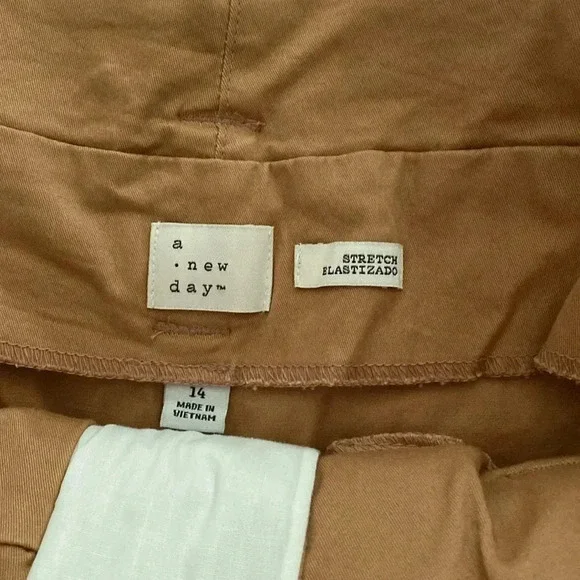 a
·new
day™
STRETCH
ELASTIZADO
14
MADE IN
VIETNAM